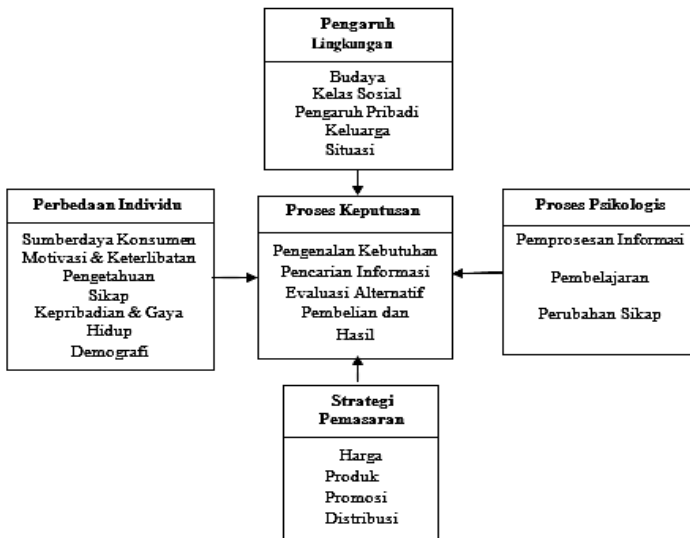 Pengaruh
Lingkungan
Budaya
Kelas Sosial
Pengaruh Pribadi
Keluarga
Situasi
Perbedaan Individu
Sumberdaya Konsumen
Motivasi & Keterlibatan
Pengetahuan
Sikap
Kepribadian & Gaya
Hidup
Demografi
Proses Keputusan
Pengenalan Kebutuhan
Pencarian Informasi
Evaluasi Alternatif
Pembelian dan
Hasil
Proses Psikologis
Pemprosesan Informasi
Pembelajaran
Perubahan Sikap
Strategi
Pemasaran
Harga
Produk
Promosi
Distribusi